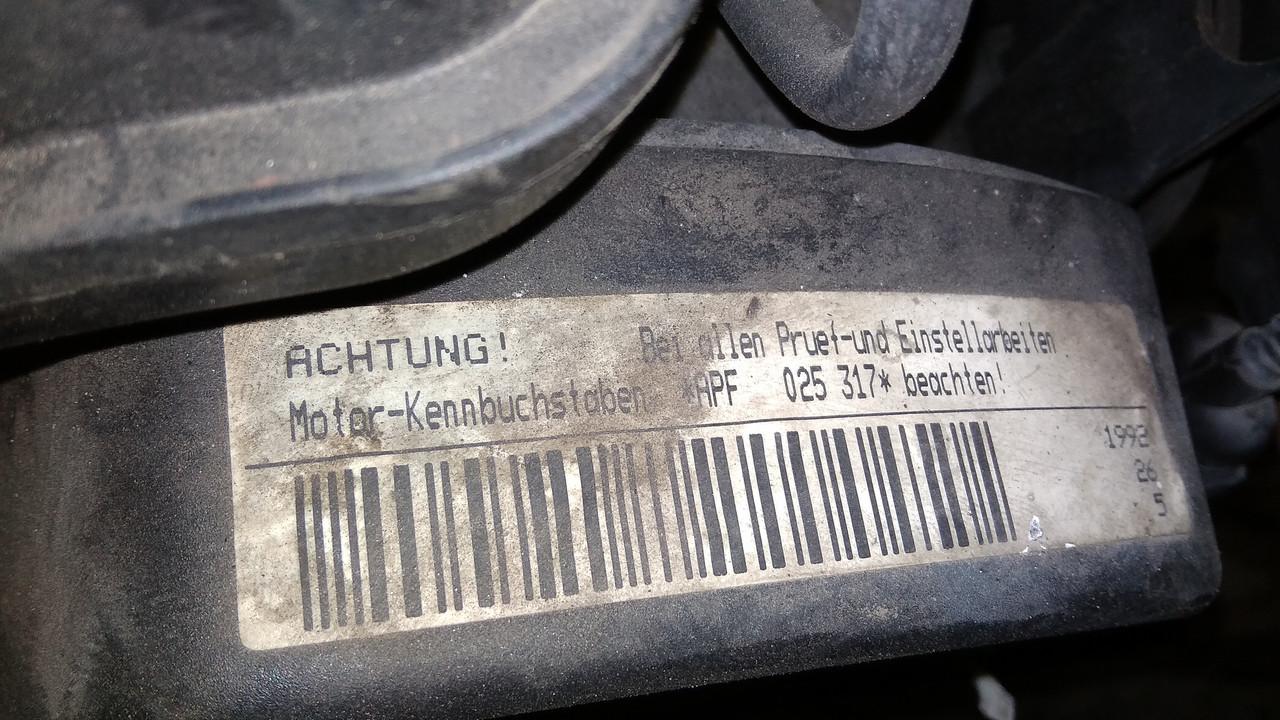 ACHTUNG! Bei allen Pruef-und Einstellarbeiten
Motor-Kennbuchstaben *APF 025 317* beachten!
1992
26
5